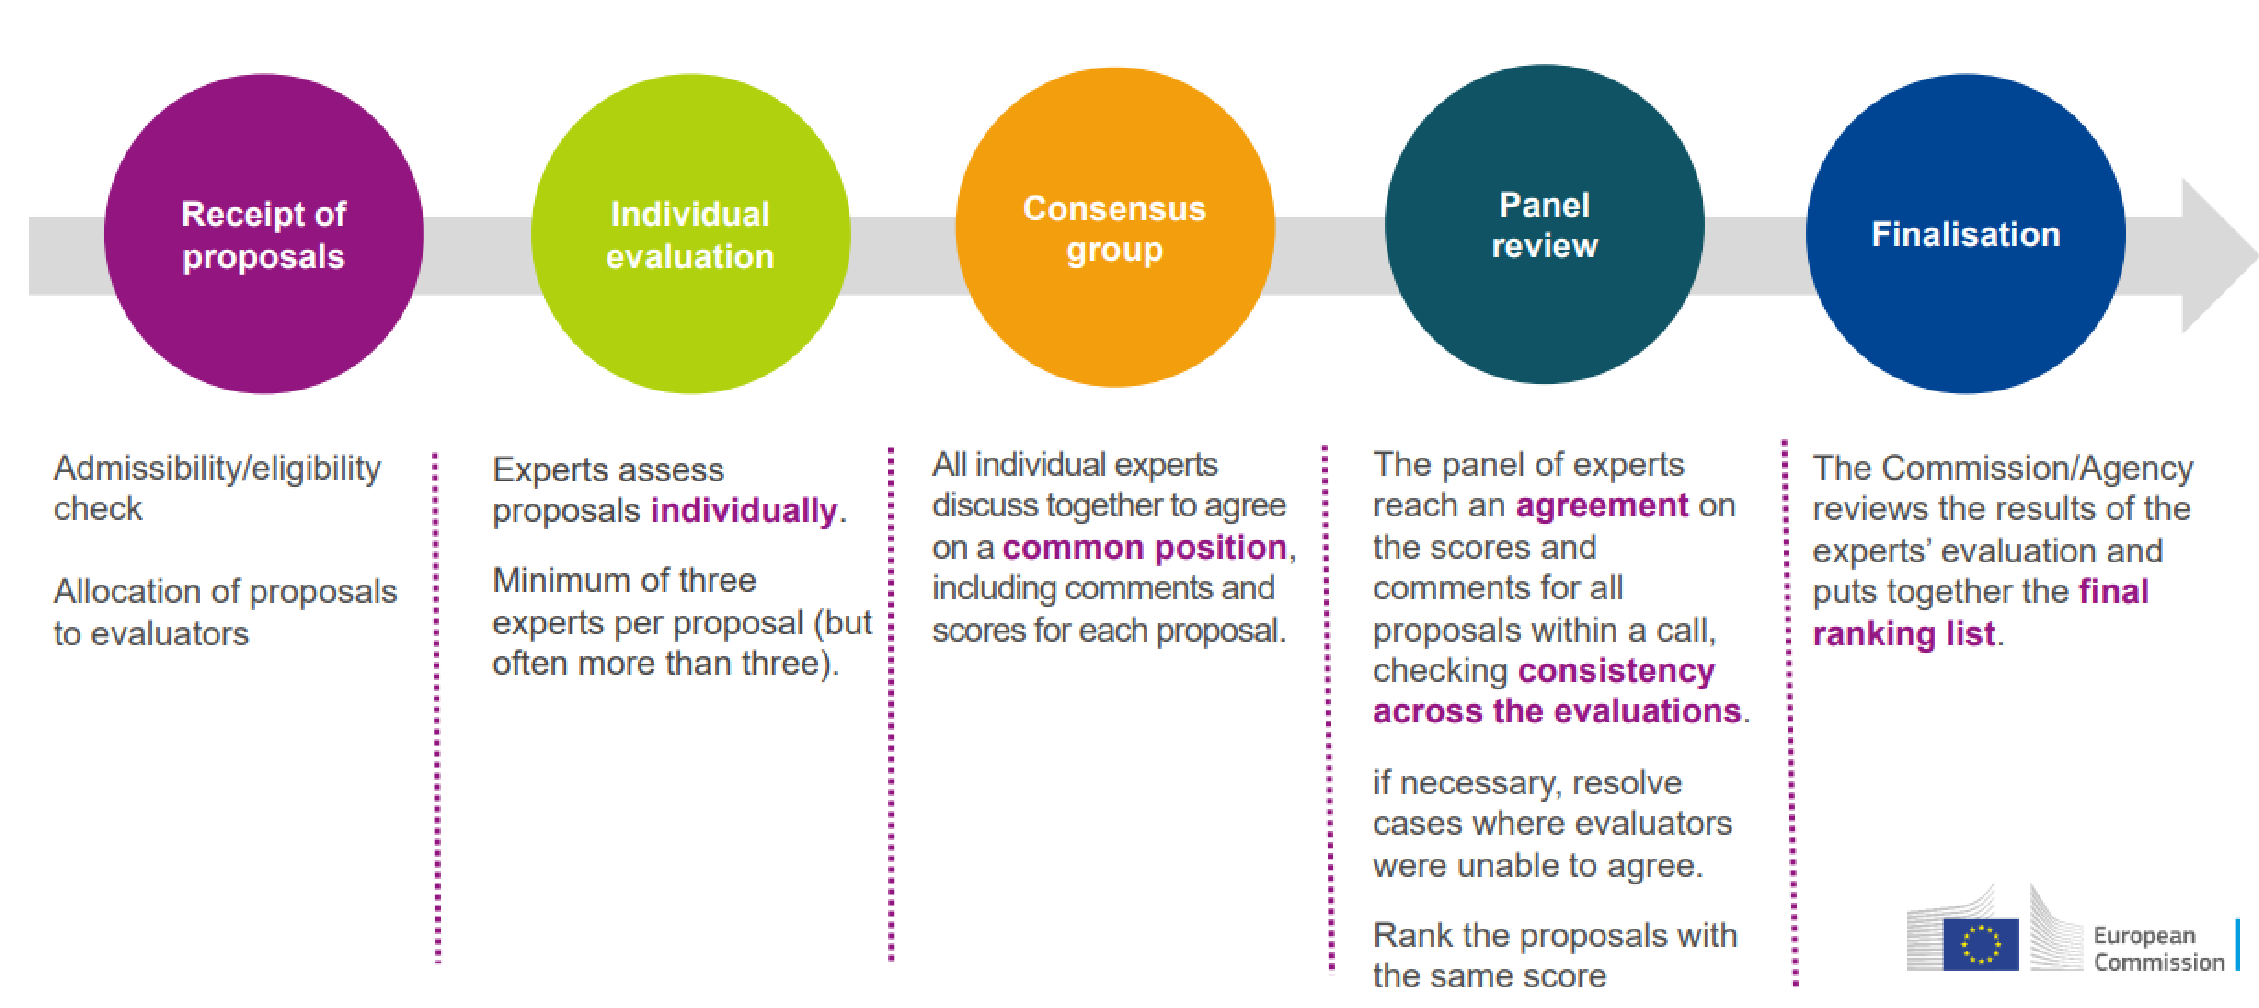 Receipt of
proposals
Individual
evaluation
Consensus
group
Panel
review
Finalisation
Admissibility/eligibility
check
Allocation of proposals
to evaluators
Experts assess
proposals individually.
Minimum of three
experts per proposal (but
often more than three).
All individual experts
discuss together to agree
on a common position,
including comments and
scores for each proposal.
The panel of experts
reach an agreement on
the scores and
comments for all
proposals within a call,
checking consistency
across the evaluations.
if necessary, resolve
cases where evaluators
were unable to agree.
Rank the proposals with
the same score
The Commission/Agency
reviews the results of the
experts’ evaluation and
puts together the final
ranking list.
European
Commission